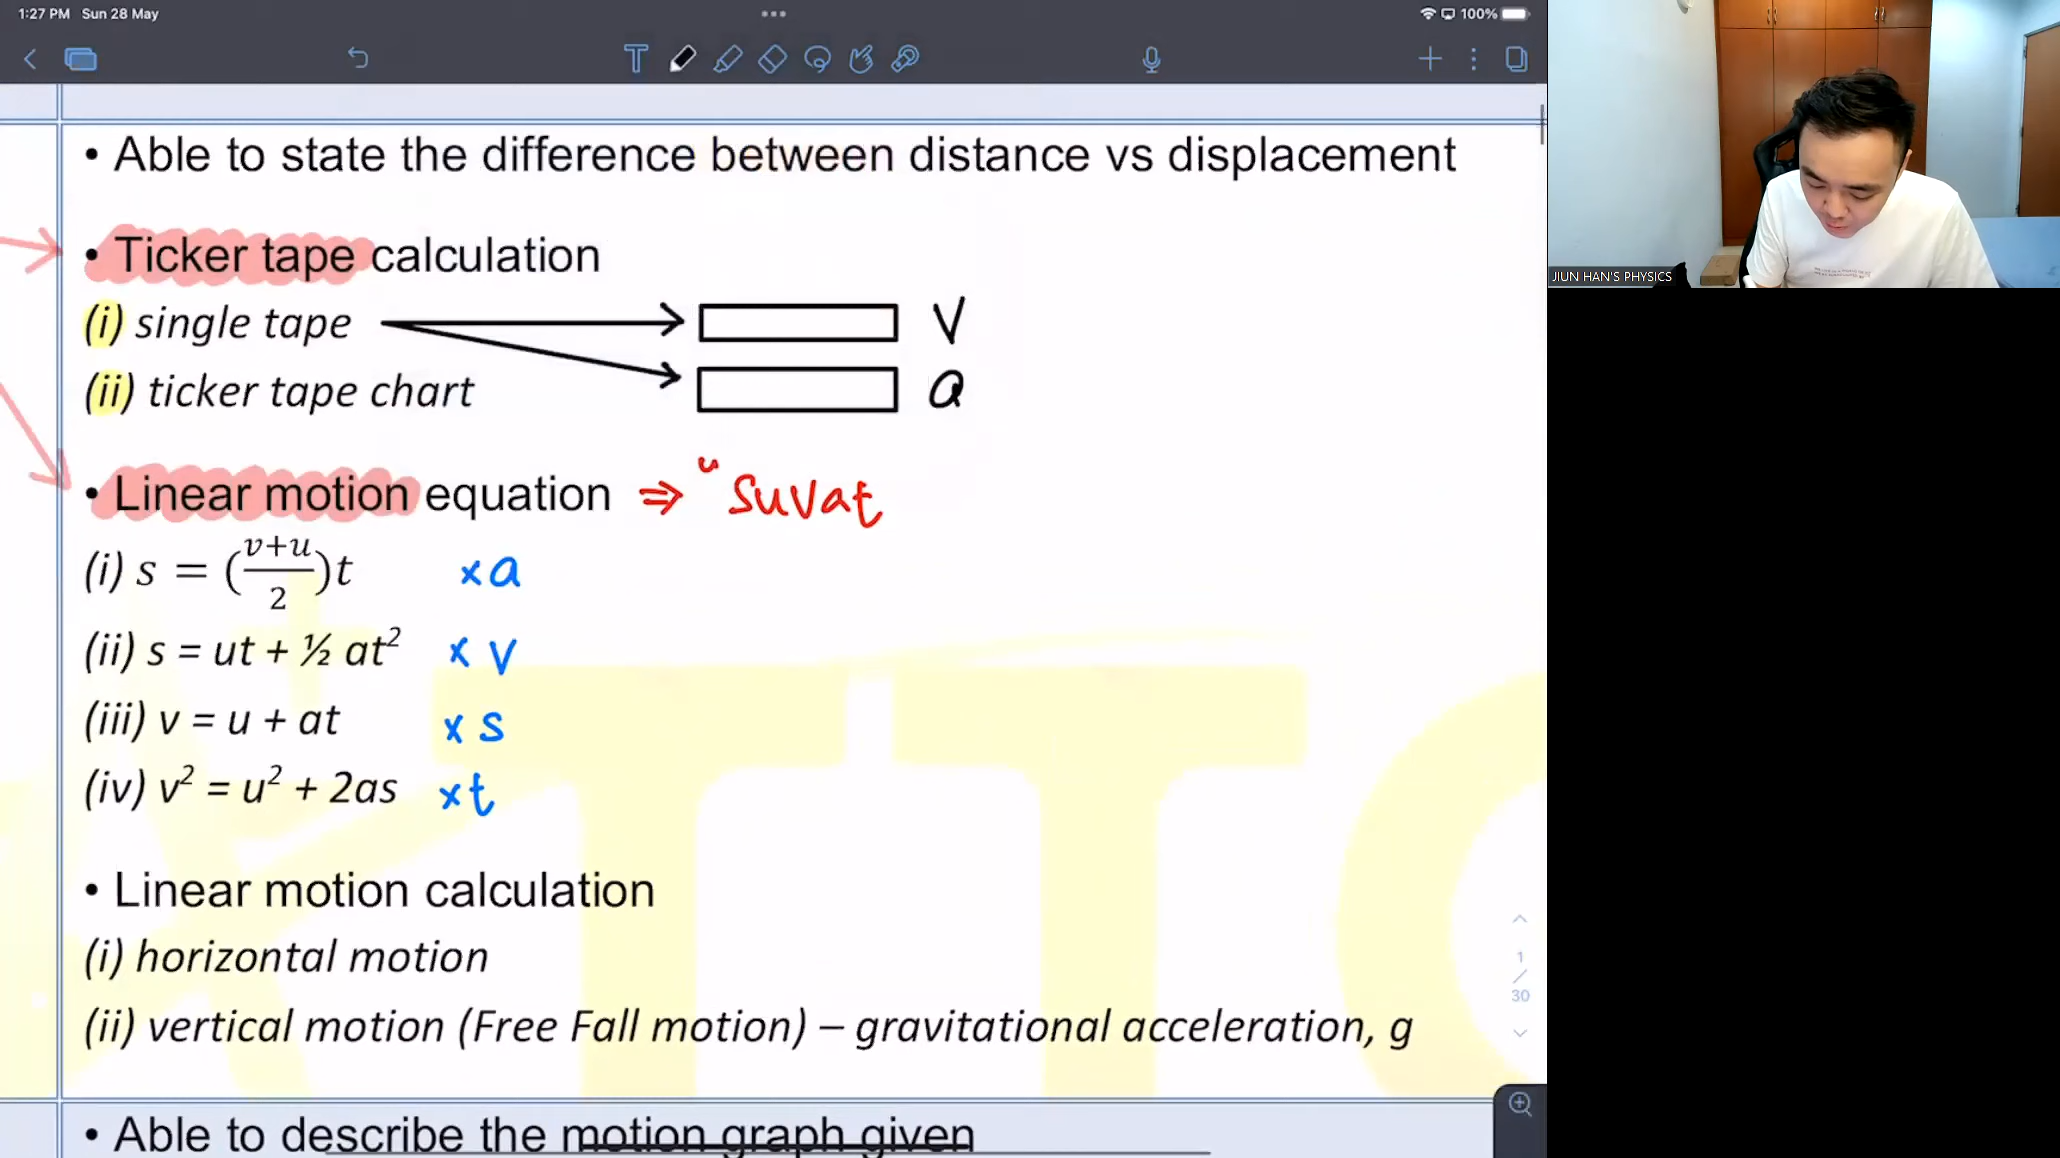 1:27 PM Sun 28 May
100%
• Able to state the difference between distance vs displacement
• Ticker tape calculation
(i) single tape V
(ii) ticker tape chart a
• Linear motion equation ⇒ " suvat
(i) s = (v+u/2)t × a
(ii) s = ut + ½ at² × v
(iii) v = u + at × s
(iv) v² = u² + 2as × t
• Linear motion calculation
(i) horizontal motion
(ii) vertical motion (Free Fall motion) – gravitational acceleration, g
• Able to describe the motion graph given
1
/
30
JIUN HAN'S PHYSICS